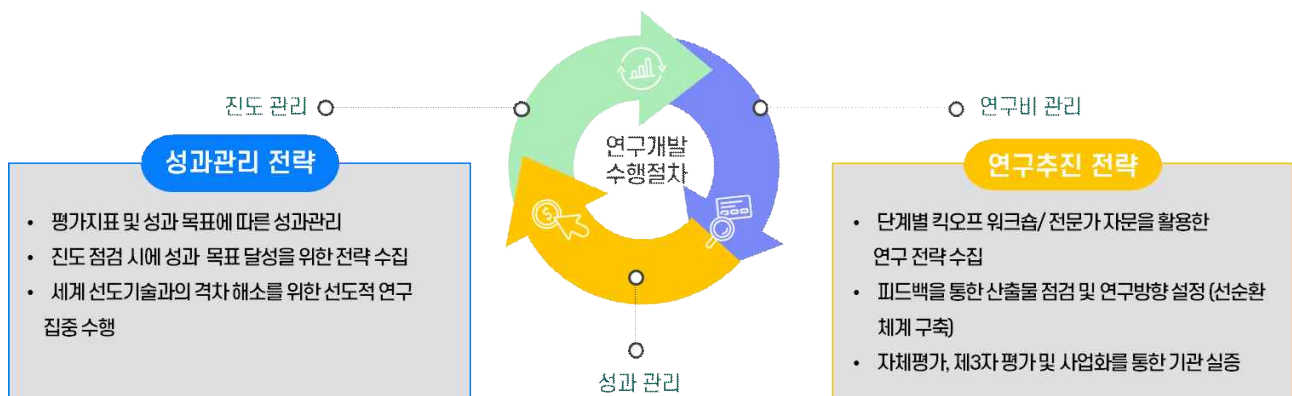 진도 관리
연구비 관리
연구개발
수행절차
성과 관리
성과관리 전략
• 평가지표 및 성과 목표에 따른 성과관리
• 진도 점검 시에 성과 목표 달성을 위한 전략 수집
• 세계 선도기술과의 격차 해소를 위한 선도적 연구
집중 수행
연구추진 전략
• 단계별 킥오프 워크숍/ 전문가 자문을 활용한
연구 전략 수집
• 피드백을 통한 산출물 점검 및 연구방향 설정 (선순환
체계 구축)
• 자체평가, 제3자 평가 및 사업화를 통한 기관 실증